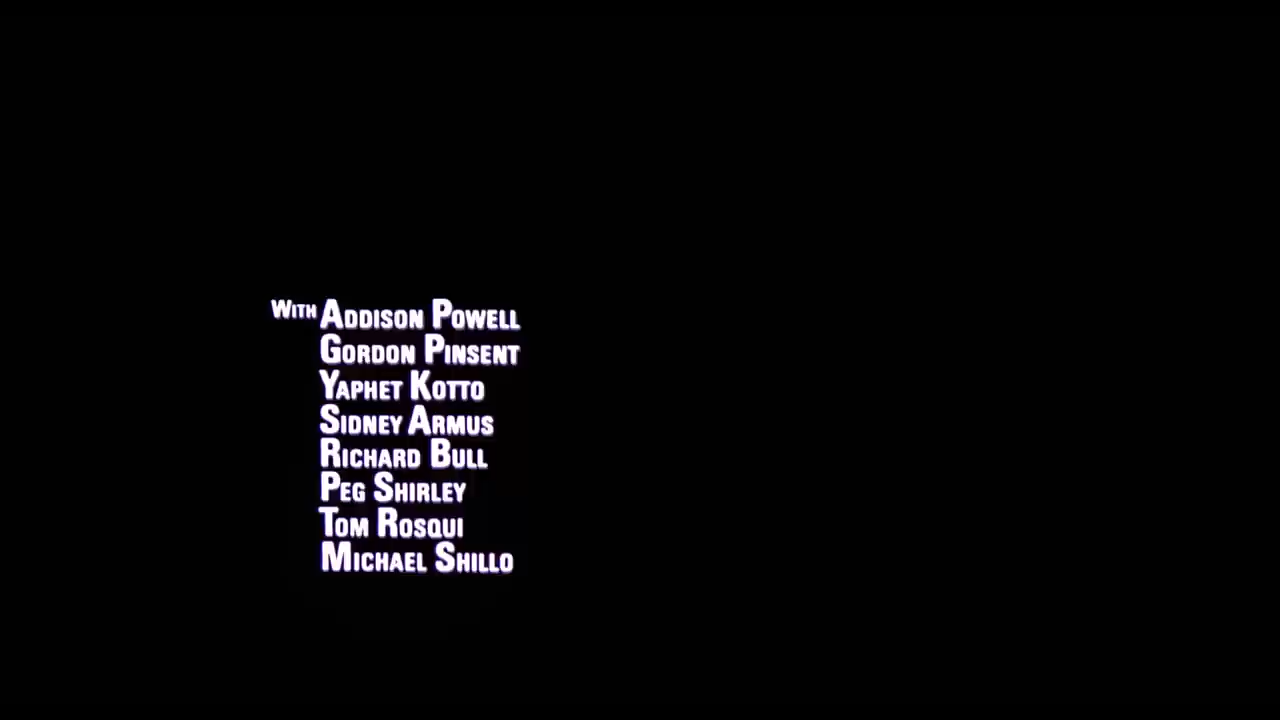 With Addison Powell
Gordon Pinsent
Yaphet Kotto
Sidney Armus
Richard Bull
Peg Shirley
Tom Rosqui
Michael Shillo